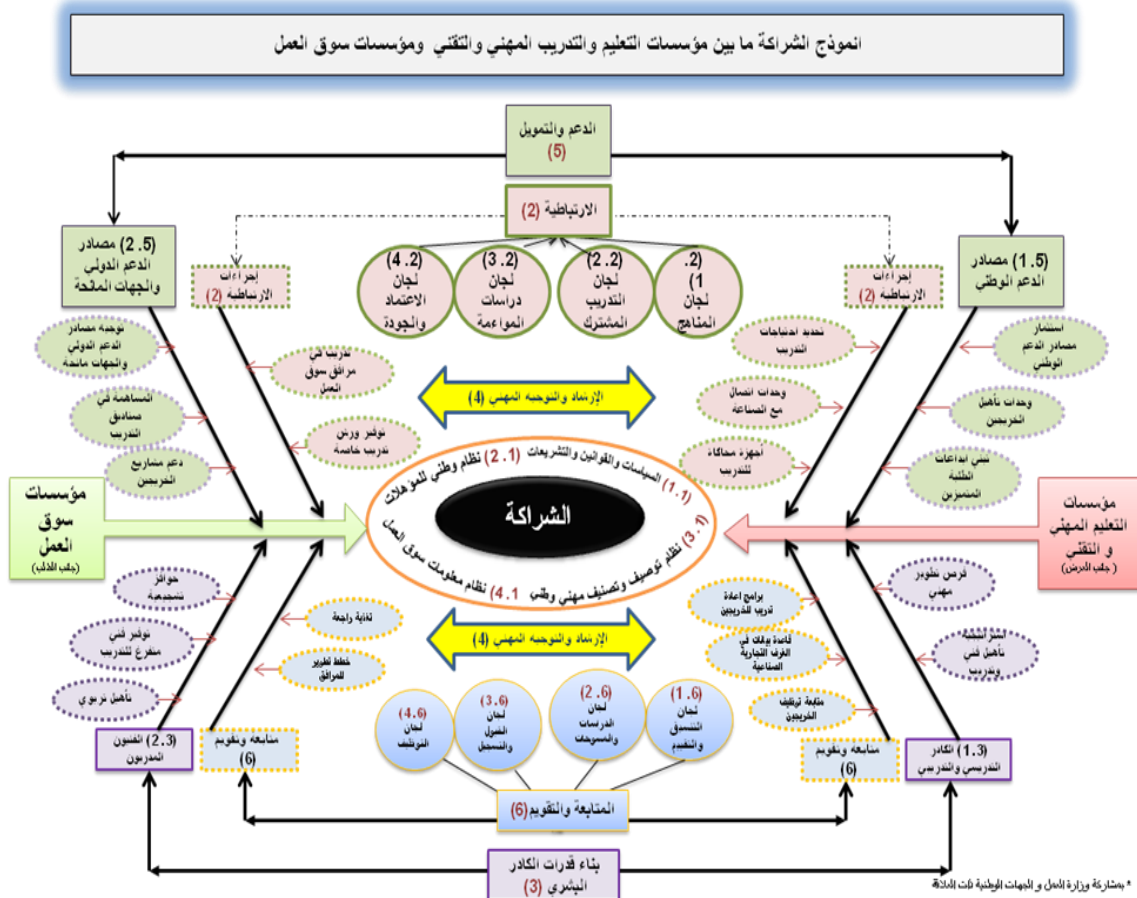 انموذج الشراكة ما بين مؤسسات التعليم والتدريب المهني والتقني ومؤسسات سوق العمل
الدعم والتمويل
(5)
الارتباطية (2)
(1.5) مصادر
الدعم الوطني
إجراءات
الارتباطية (2)
(2.
1)
لجان
المناهج
(2.2)
لجان
التدريب
المشترك
(3.2)
لجان
دراسات
المواءمة
(4.2)
لجان
الاعتماد
والجودة
إجراءات
الارتباطية (2)
(2.5) مصادر
الدعم الدولي
والجهات المانحة
استثمار
مصادر الدعم
الوطني
وحدات تأهيل
الخريجين
تبني ابداعات
الطلبة
المتميزين
تحديد احتياجات
التدريب
وحدات اتصال
مع الصناعة
أجهزة محاكاة
للتدريب
تدريب في
مرافق سوق
العمل
توفير ورش
تدريب خاصة
توجيه مصادر
الدعم الدولي
والجهات مانحة
المساهمة في
صناديق
التدريب
دعم مشاريع
الخريجين
الإرشاد والتوجيه المهني (4)
(1.1) السياسات والقوانين والتشريعات (2.1) نظام وطني للمؤهلات
الشراكة
(3.1) نظم توصيف وتصنيف مهني وطني 4.1) نظام معلومات سوق العمل
مؤسسات
التعليم المهني
و التقني
( جانب العرض)
مؤسسات
سوق
العمل
(جانب الطلب)
الإرشاد والتوجيه المهني (4)
فرص تطوير
مهني
استراتيجية
تأهيل فني
وتدريب
برامج اعادة
تدريب للخريجين
قاعدة بيانات في
الغرف التجارية
الصناعية
متابعة توظيف
الخريجين
تغذية راجعة
خطط تطوير
للمرافق
حوافز
تشجيعية
توفير فني
متفرغ للتدريب
تأهيل تربوي
(1.6)
لجان
التنسيق
والتقييم
(2.6)
لجان
الدراسات
والمسوحات
(3.6)
لجان
القبول
والتسجيل
(4.6)
لجان
التوظيف
(1.3) الكادر
التدريسي والتدريبي
متابعة وتقويم
(6)
متابعة وتقويم
(6)
(2.3) الفنيون
المدربون
المتابعة والتقويم(6)
بناء قدرات الكادر
البشري (3)
* بمشاركة وزارة العمل و الجهات الوطنية ذات العلاقة